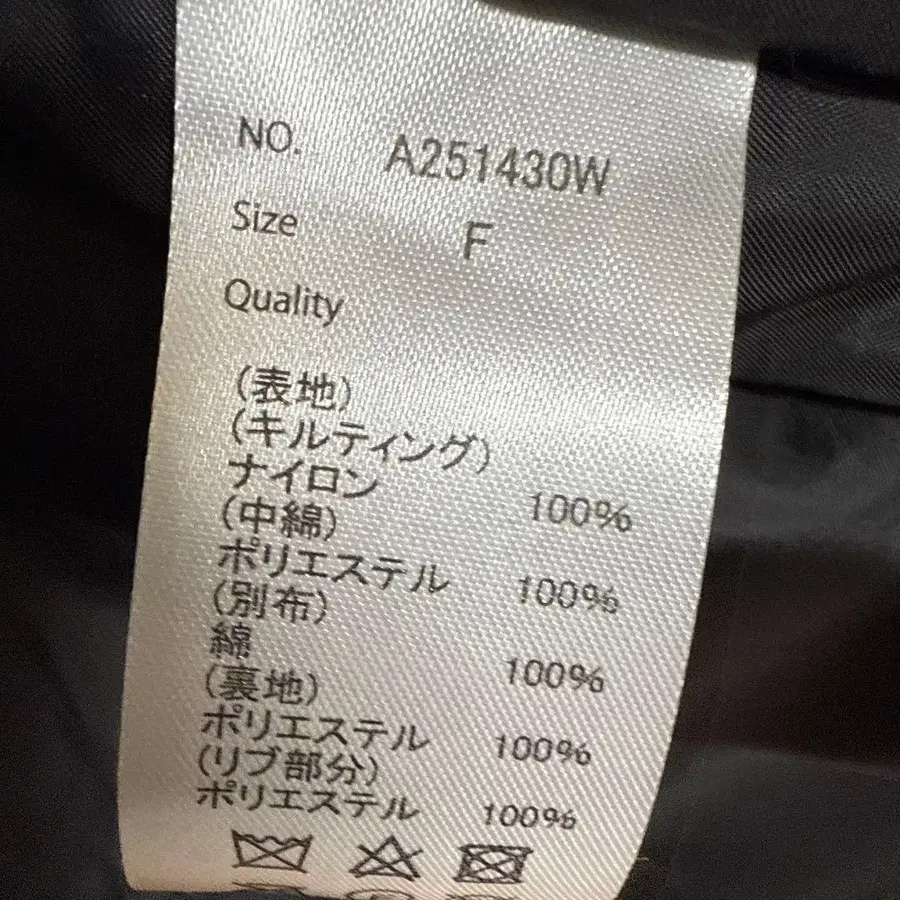 NO. A251430W
Size F
Quality
(表地)
(キルティング)
ナイロン 100%
(中綿)
ポリエステル 100%
(別布)
綿 100%
(裏地)
ポリエステル 100%
(リブ部分)
ポリエステル 100%